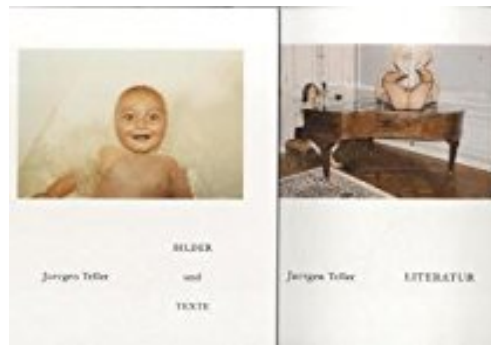 BILDER
Juergen Teller und
TEXTE
Juergen Teller LITERATUR